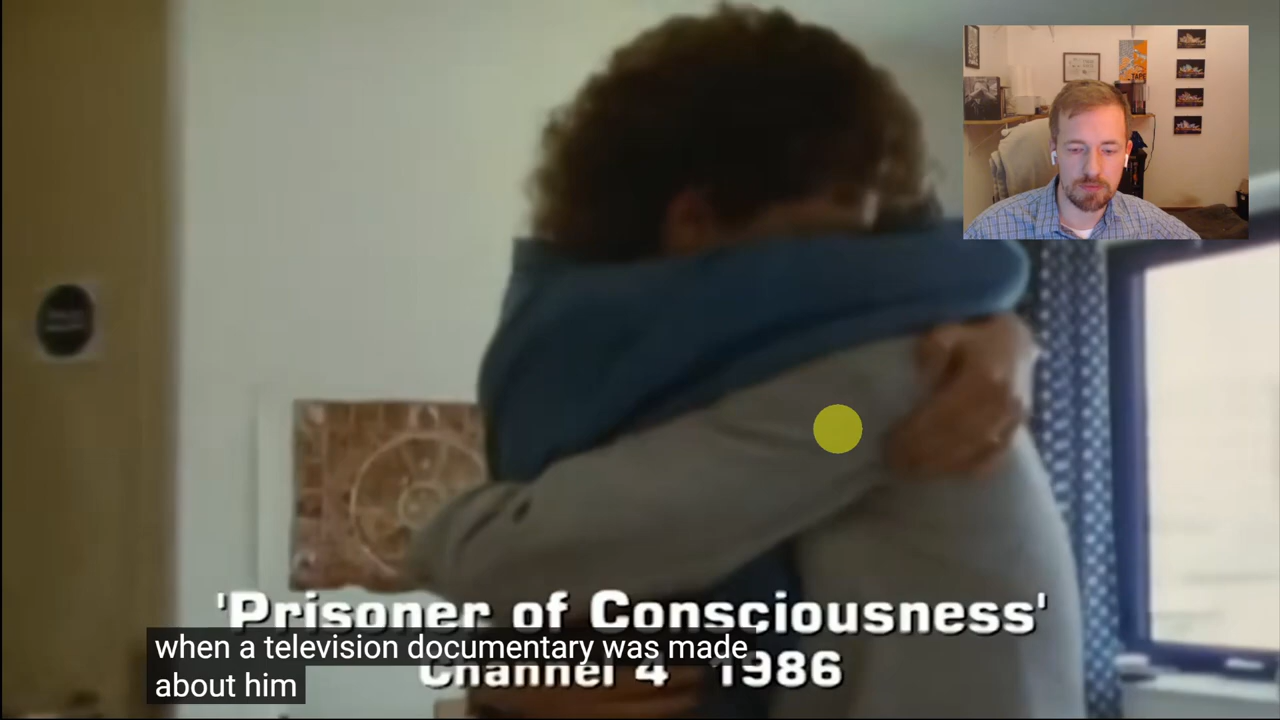 'Prisoner of Consciousness'
when a television documentary was made
Channel 4 1986
about him